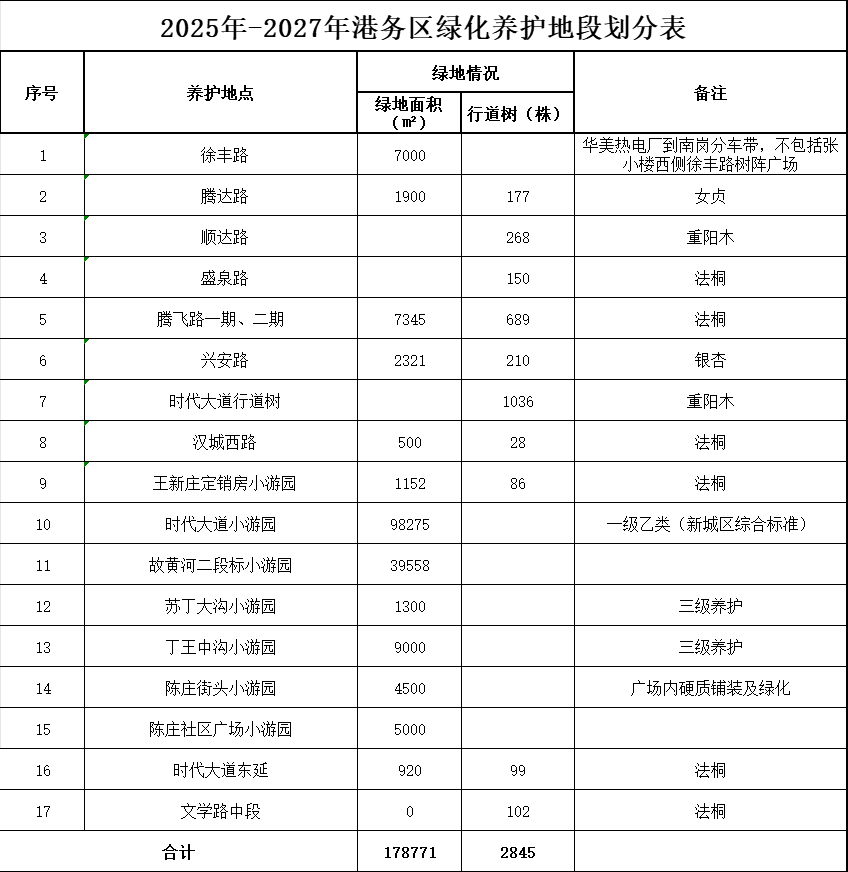 2025年-2027年港务区绿化养护地段划分表
序号 养护地点 绿地情况 备注
绿地面积（㎡） 行道树（株）
1 徐丰路 7000 华美热电厂到南岗分车带，不包括张小楼西侧徐丰路树阵广场
2 腾达路 1900 177 女贞
3 顺达路 268 重阳木
4 盛泉路 150 法桐
5 腾飞路一期、二期 7345 689 法桐
6 兴安路 2321 210 银杏
7 时代大道行道树 1036 重阳木
8 汉城西路 500 28 法桐
9 王新庄定销房小游园 1152 86 法桐
10 时代大道小游园 98275 一级乙类（新城区综合标准）
11 故黄河二段标小游园 39558
12 苏丁大沟小游园 1300 三级养护
13 丁王中沟小游园 9000 三级养护
14 陈庄街头小游园 4500 广场内硬质铺装及绿化
15 陈庄社区广场小游园 5000
16 时代大道东延 920 99 法桐
17 文学路中段 0 102 法桐
合计 178771 2845